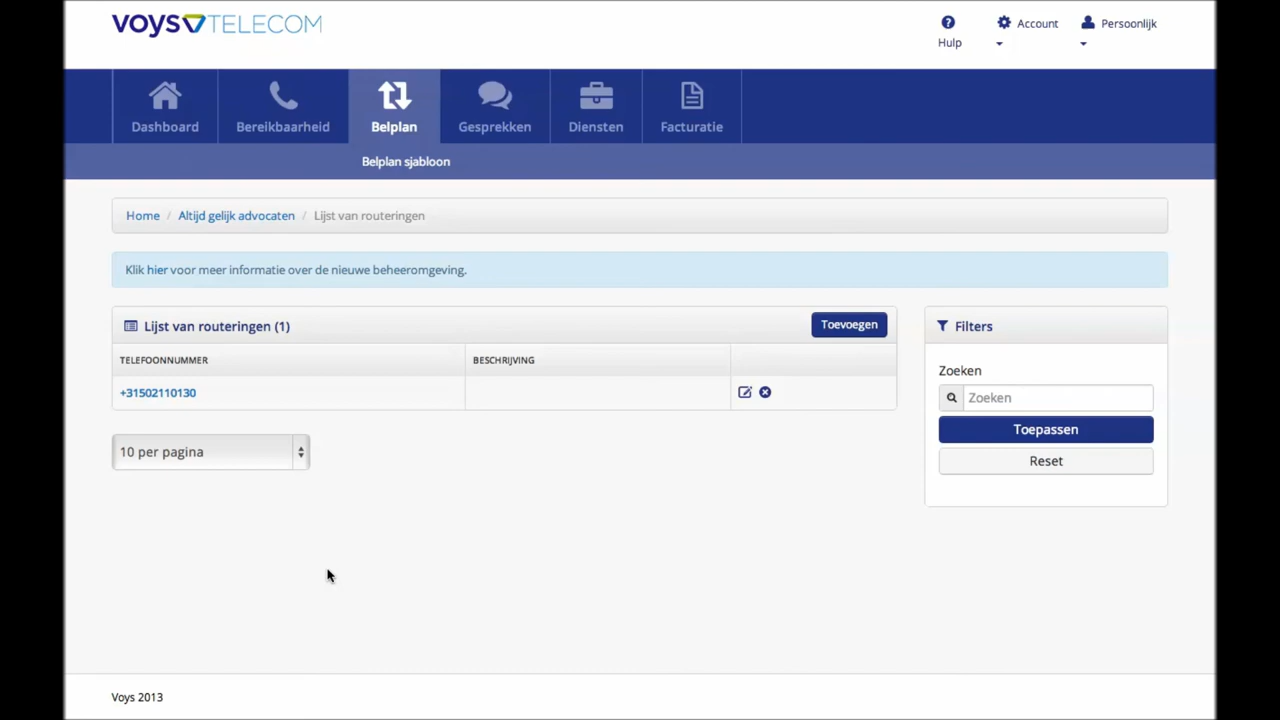 VOYS TELECOM
Hulp
Account
Persoonlijk
Dashboard
Bereikbaarheid
Belplan
Gesprekken
Diensten
Facturatie
Belplan sjabloon
Home / Altijd gelijk advocaten / Lijst van routeringen
Klik hier voor meer informatie over de nieuwe beheeromgeving.
Lijst van routeringen (1)
Toevoegen
TELEFOONNUMMER
BESCHRIJVING
+31502110130
10 per pagina
Filters
Zoeken
Zoeken
Toepassen
Reset
Voys 2013